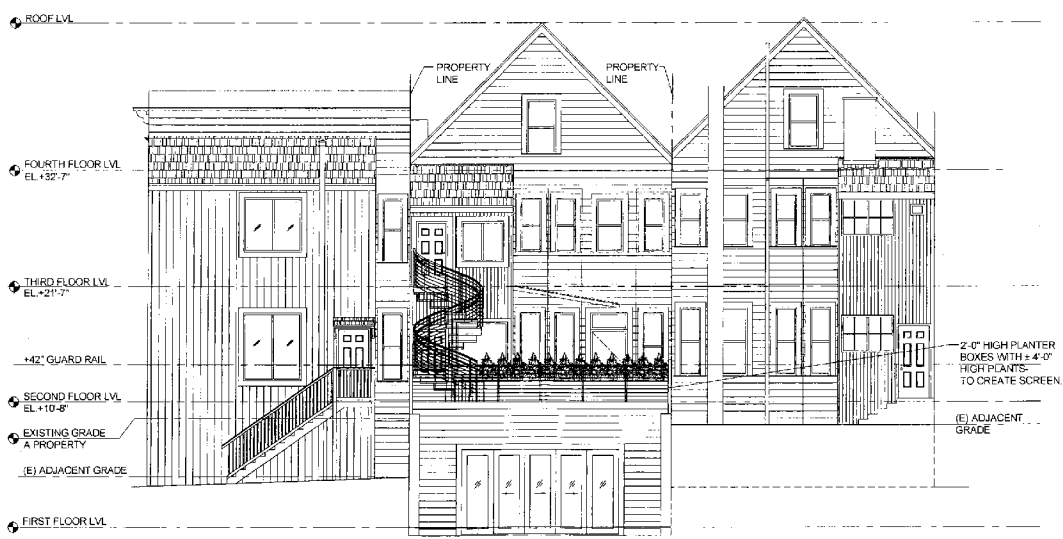 ROOF LVL
PROPERTY
LINE
PROPERTY
LINE
FOURTH FLOOR LVL
EL.+32'-7"
THIRD FLOOR LVL
EL.+21'-7"
+42" GUARD RAIL
2'-0" HIGH PLANTER
BOXES WITH ± 4'-0"
HIGH PLANTS-
TO CREATE SCREEN.
SECOND FLOOR LVL
EL.+10'-8"
(E) ADJACENT
GRADE
EXISTING GRADE
A PROPERTY
(E) ADJACENT GRADE
FIRST FLOOR LVL